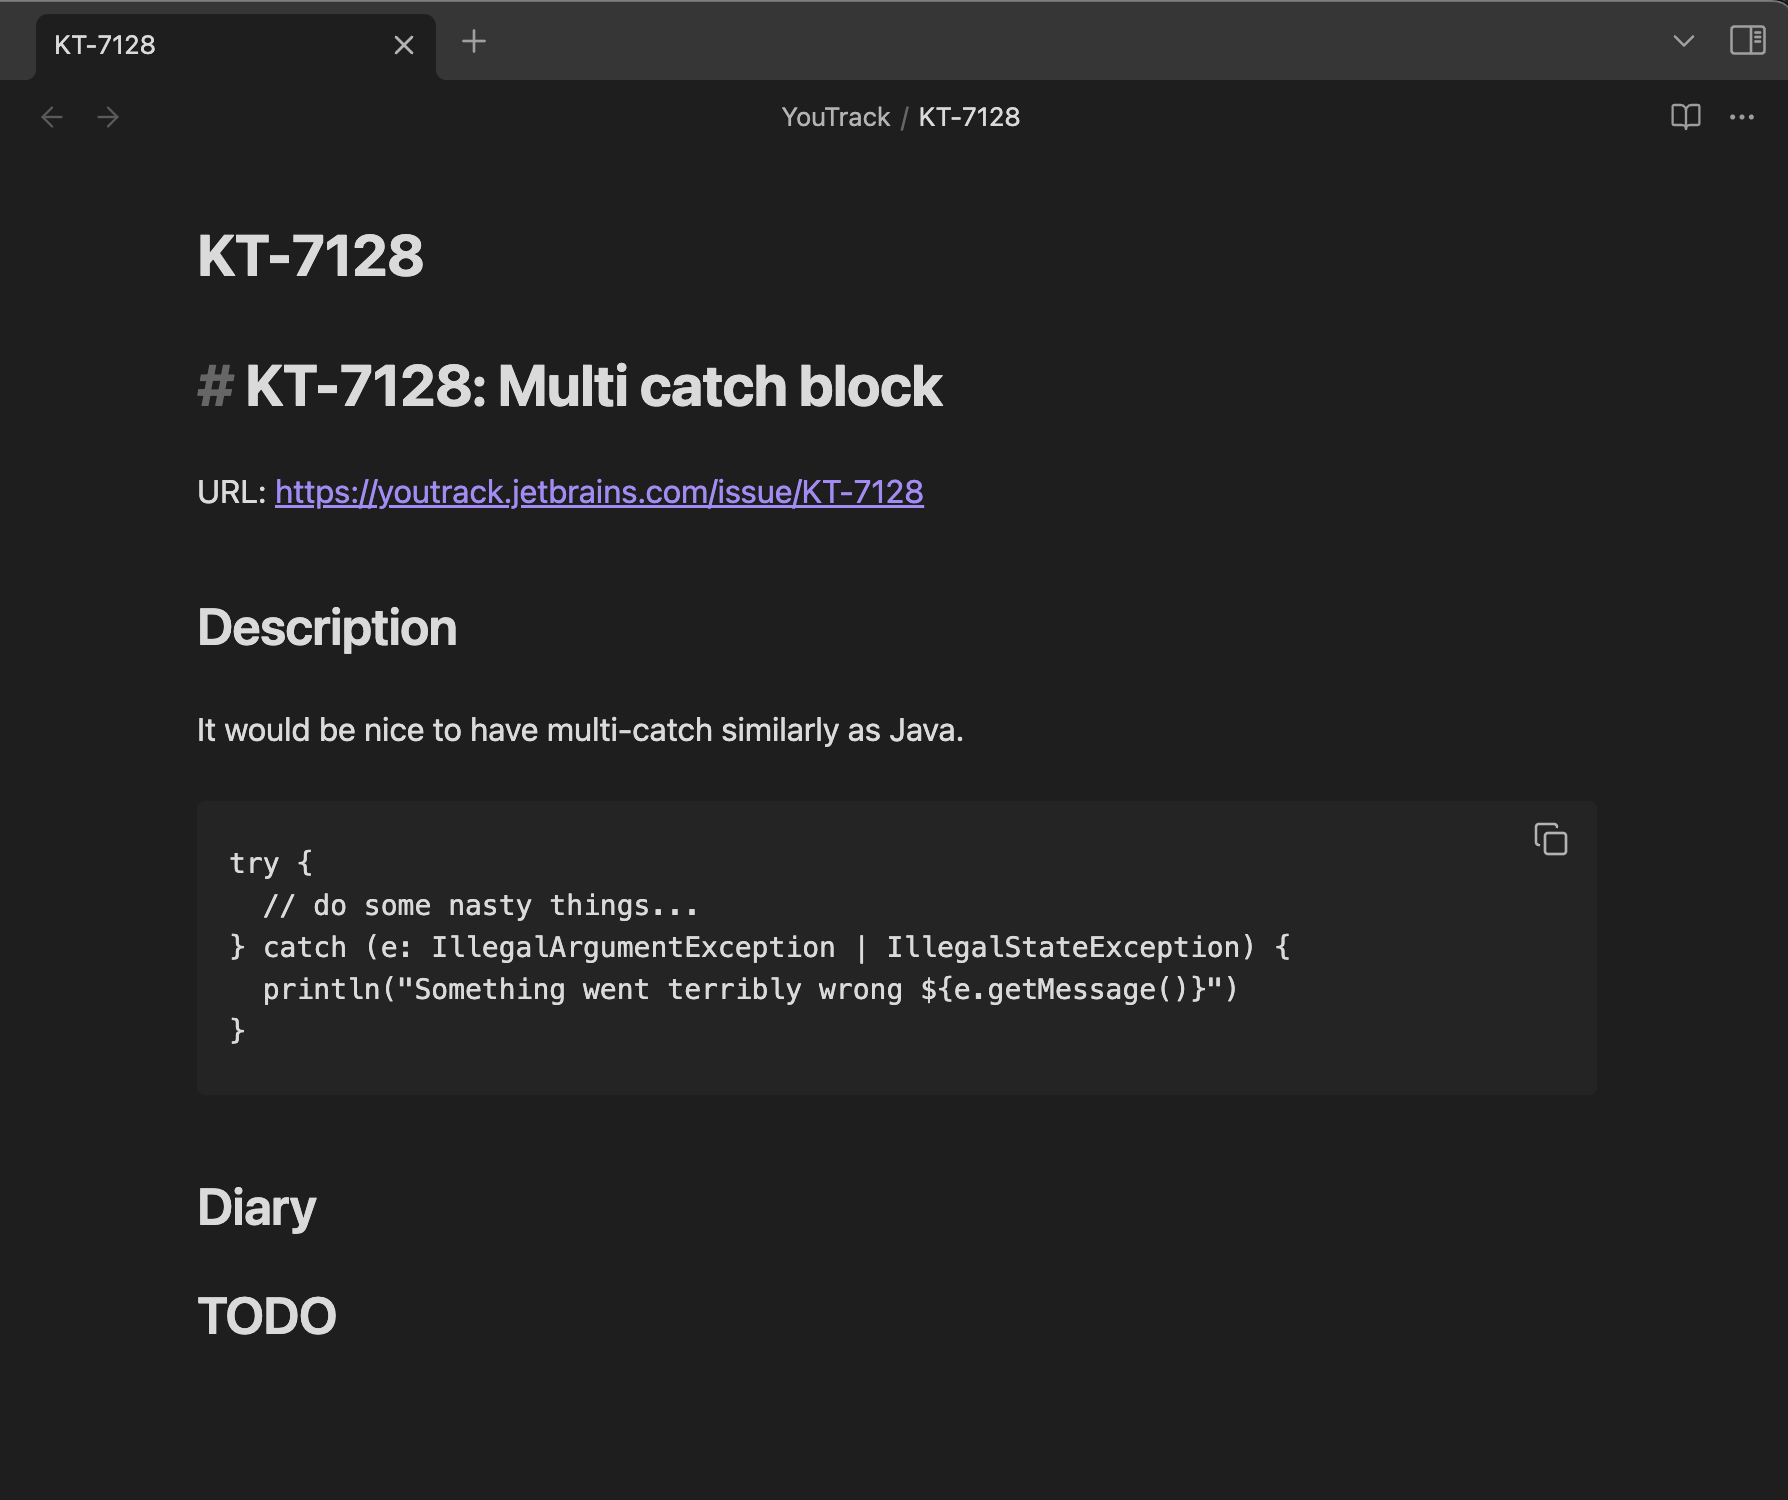 KT-7128
YouTrack / KT-7128
KT-7128
# KT-7128: Multi catch block
URL: https://youtrack.jetbrains.com/issue/KT-7128
Description
It would be nice to have multi-catch similarly as Java.
try {
  // do some nasty things...
} catch (e: IllegalArgumentException | IllegalStateException) {
  println("Something went terribly wrong ${e.getMessage()}")
}
Diary
TODO